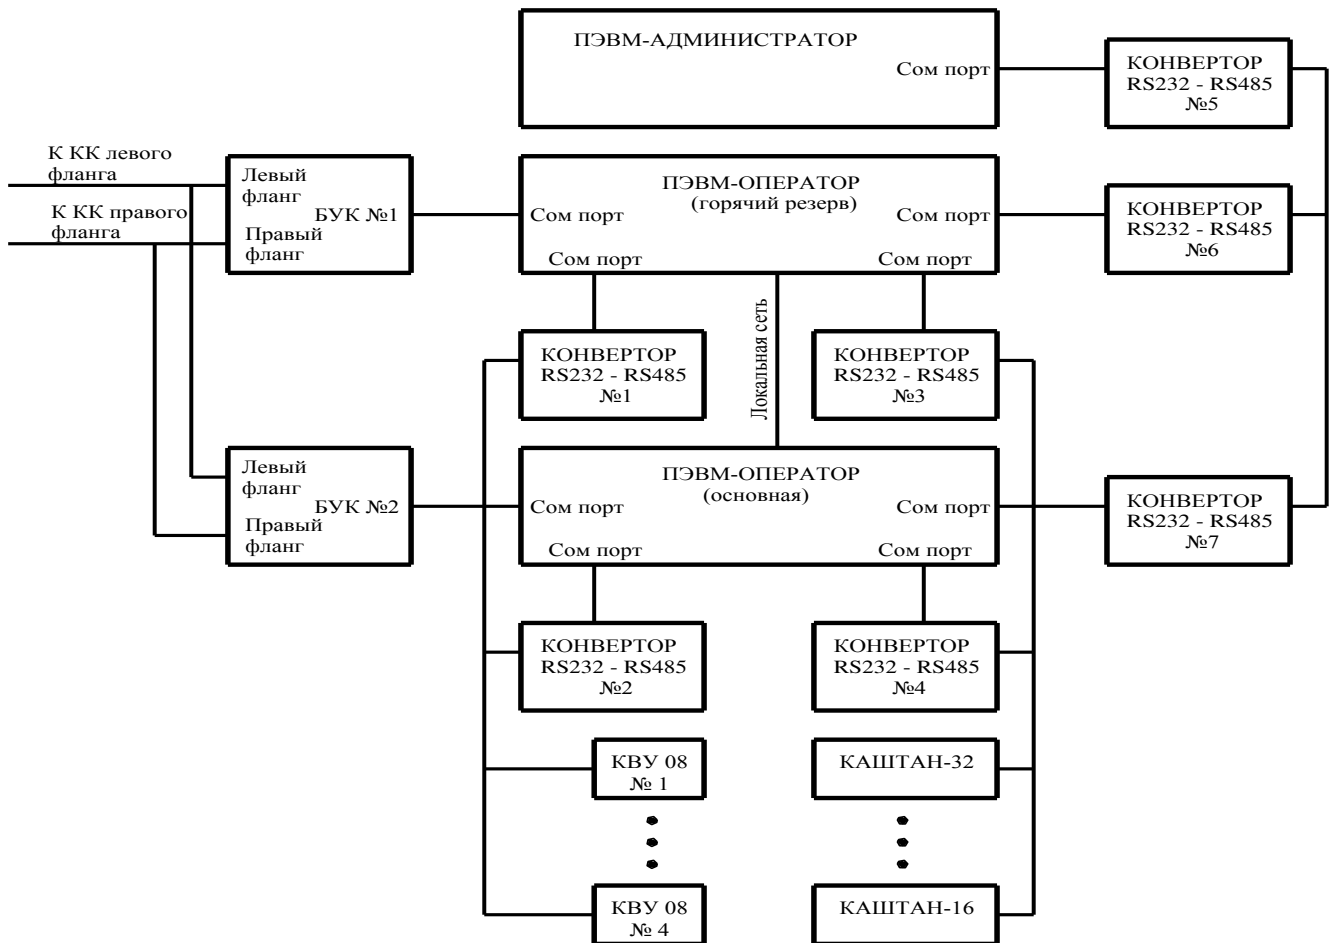 ПЭВМ-АДМИНИСТРАТОР
Сом порт
КОНВЕРТОР
RS232 - RS485
№5
К КК левого
фланга
К КК правого
фланга
Левый
фланг
БУК №1
Правый
фланг
ПЭВМ-ОПЕРАТОР
(горячий резерв)
Сом порт
Сом порт
Сом порт
Сом порт
КОНВЕРТОР
RS232 - RS485
№6
Локальная сеть
КОНВЕРТОР
RS232 - RS485
№1
КОНВЕРТОР
RS232 - RS485
№3
Левый
фланг
БУК №2
Правый
фланг
ПЭВМ-ОПЕРАТОР
(основная)
Сом порт
Сом порт
Сом порт
Сом порт
КОНВЕРТОР
RS232 - RS485
№7
КОНВЕРТОР
RS232 - RS485
№2
КОНВЕРТОР
RS232 - RS485
№4
КВУ 08
№ 1
КАШТАН-32
КВУ 08
№ 4
КАШТАН-16